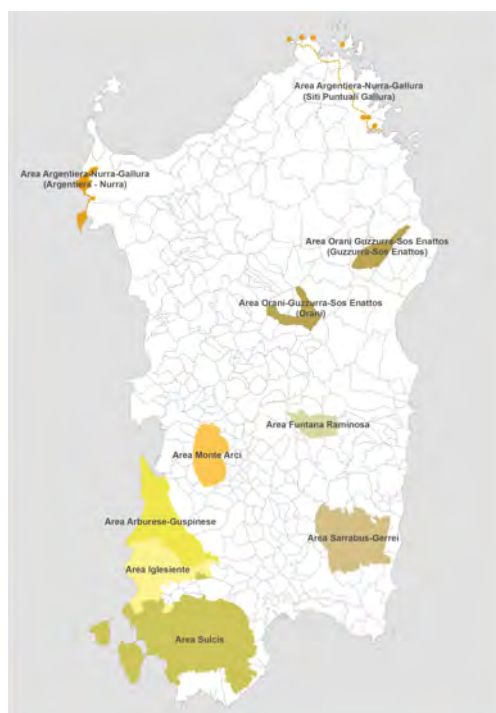 Area Argentiera-Nurra-Gallura
(Siti Puntuali Gallura)
Area Argentiera-Nurra-Gallura
(Argentiera - Nurra)
Area Orani Guzzurra-Sos Enattos
(Guzzurra-Sos Enattos)
Area Orani-Guzzurra-Sos Enattos
(Orani)
Area Funtana Raminosa
Area Monte Arci
Area Arburese-Guspinese
Area Sarrabus-Gerrei
Area Iglesiente
Area Sulcis